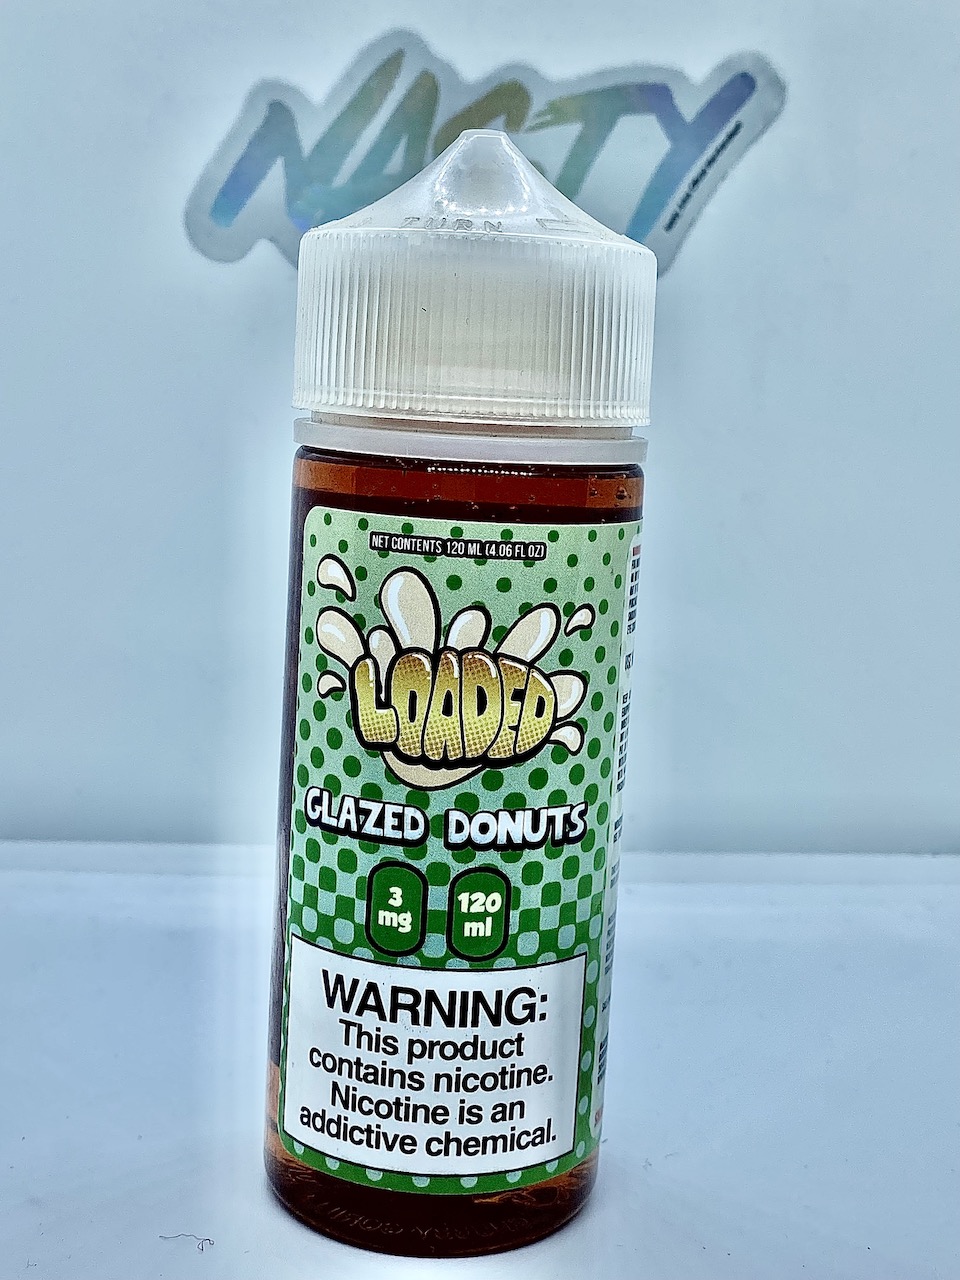 NASTY
TURN
NET CONTENTS 120 ML (4.06 FL OZ)
LOADED
GLAZED DONUTS
3
mg
120
ml
WARNING:
This product
contains nicotine.
Nicotine is an
addictive chemical.